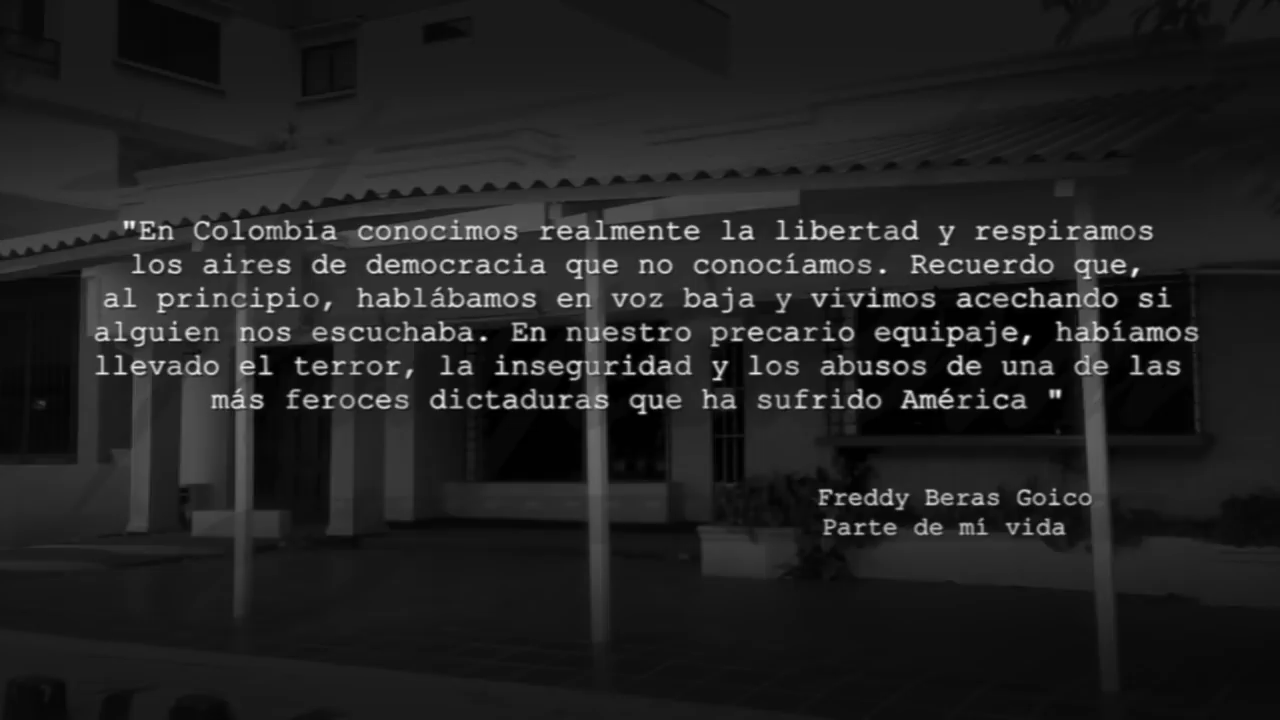 "En Colombia conocimos realmente la libertad y respiramos
los aires de democracia que no conocíamos. Recuerdo que,
al principio, hablábamos en voz baja y vivimos acechando si
alguien nos escuchaba. En nuestro precario equipaje, habíamos
llevado el terror, la inseguridad y los abusos de una de las
más feroces dictaduras que ha sufrido América "
Freddy Beras Goico
Parte de mí vida